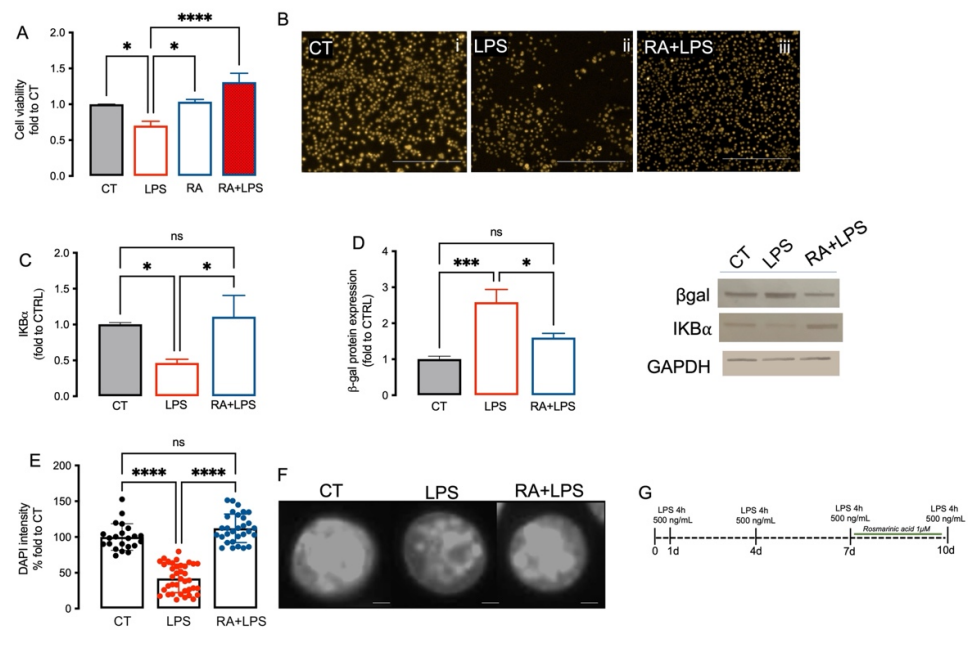 A
2.0
1.5
1.0
0.5
0.0
Cell viability
fold to CT
*
*
****
CT
LPS
RA
RA+LPS
B
CT
i
LPS
ii
RA+LPS
iii
C
2.0
1.5
1.0
0.5
0.0
IKBα
(fold to CTRL)
ns
*
*
CT
LPS
RA+LPS
D
4
3
2
1
0
β-gal protein expression
(fold to CTRL)
ns
***
*
CT
LPS
RA+LPS
CT
LPS
RA+LPS
βgal
IKBα
GAPDH
E
200
150
100
50
0
DAPI intensity
% fold to CT
ns
****
****
CT
LPS
RA+LPS
F
CT
LPS
RA+LPS
G
LPS 4h
500 ng/mL
LPS 4h
500 ng/mL
LPS 4h
500 ng/mL
LPS 4h
500 ng/mL
Rosmarinic acid 1µM
0
1d
4d
7d
10d